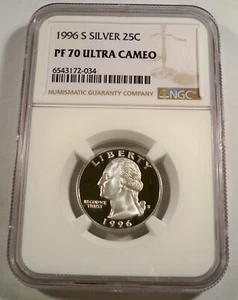 1996 S SILVER 25C
PF 70 ULTRA CAMEO
6543172-034
NUMISMATIC GUARANTY COMPANY
NGC
LIBERTY
IN GOD WE
TRUST
S
1996